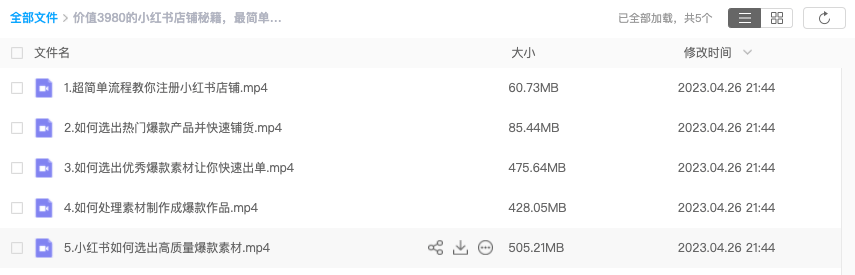 全部文件 > 价值3980的小红书店铺秘籍，最简单... 已全部加载，共5个
文件名 大小 修改时间
1.超简单流程教你注册小红书店铺.mp4 60.73MB 2023.04.26 21:44
2.如何选出热门爆款产品并快速铺货.mp4 85.44MB 2023.04.26 21:44
3.如何选出优秀爆款素材让你快速出单.mp4 475.64MB 2023.04.26 21:44
4.如何处理素材制作成爆款作品.mp4 428.05MB 2023.04.26 21:44
5.小红书如何选出高质量爆款素材.mp4 505.21MB 2023.04.26 21:44